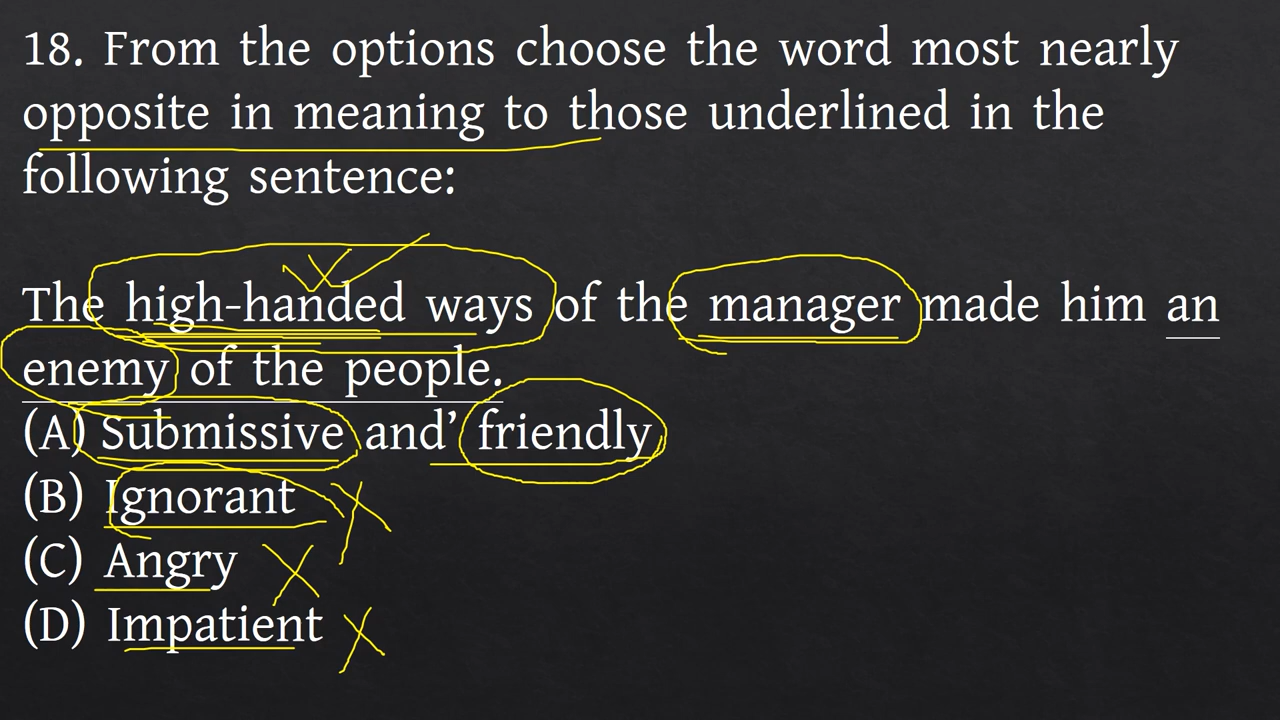 18. From the options choose the word most nearly
opposite in meaning to those underlined in the
following sentence:
The high-handed ways of the manager made him an
enemy of the people.
(A) Submissive and’ friendly
(B) Ignorant
(C) Angry
(D) Impatient